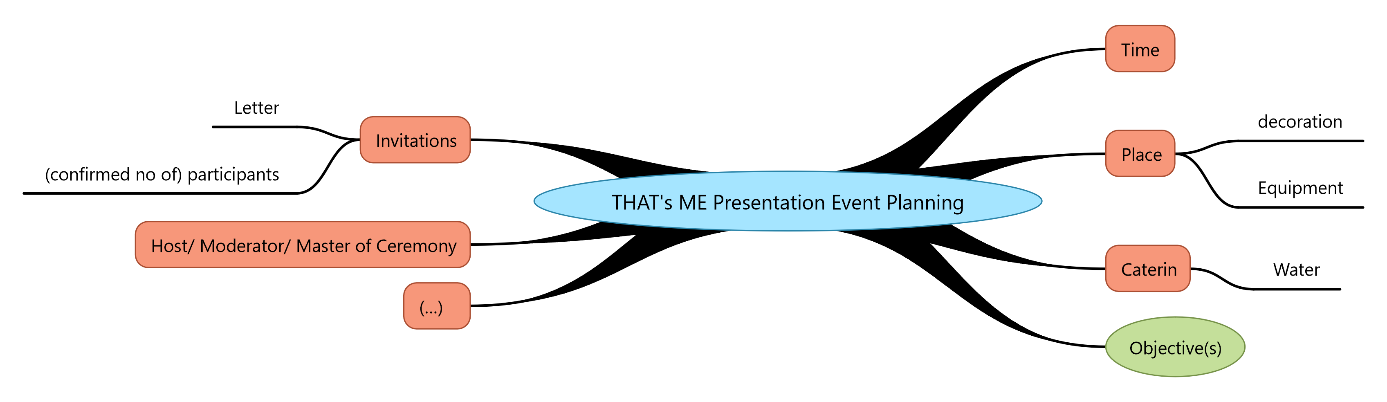 THAT's ME Presentation Event Planning
Time
Place
decoration
Equipment
Caterin
Water
Objective(s)
Invitations
Letter
(confirmed no of) participants
Host/ Moderator/ Master of Ceremony
(...)